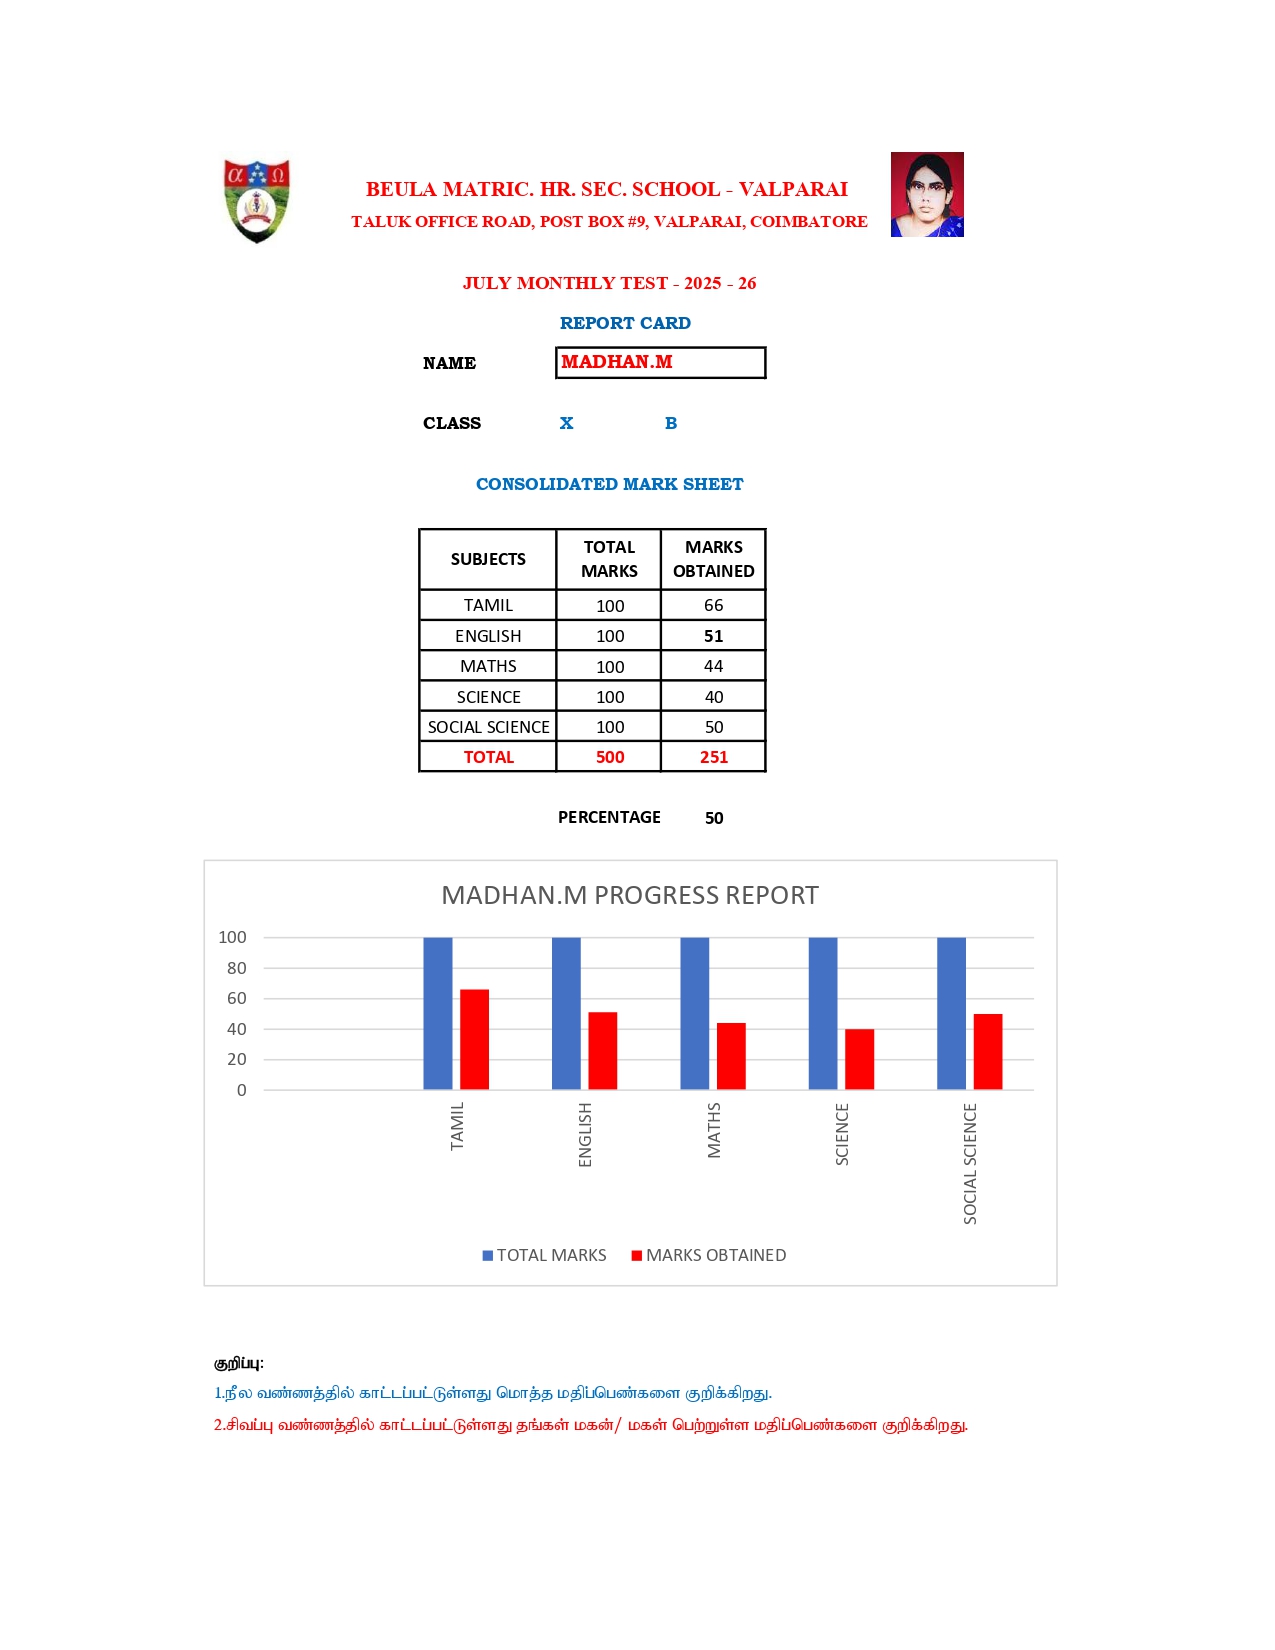 α Ω
BEULA MATRIC. HR. SEC. SCHOOL - VALPARAI
TALUK OFFICE ROAD, POST BOX #9, VALPARAI, COIMBATORE
JULY MONTHLY TEST - 2025 - 26
REPORT CARD
NAME MADHAN.M
CLASS X B
CONSOLIDATED MARK SHEET
SUBJECTS TOTAL MARKS MARKS OBTAINED
TAMIL 100 66
ENGLISH 100 51
MATHS 100 44
SCIENCE 100 40
SOCIAL SCIENCE 100 50
TOTAL 500 251
PERCENTAGE 50
MADHAN.M PROGRESS REPORT
100
80
60
40
20
0
TAMIL ENGLISH MATHS SCIENCE SOCIAL SCIENCE
TOTAL MARKS MARKS OBTAINED
குறிப்பு:
1.நீல வண்ணத்தில் காட்டப்பட்டுள்ளது மொத்த மதிப்பெண்களை குறிக்கிறது.
2.சிவப்பு வண்ணத்தில் காட்டப்பட்டுள்ளது தங்கள் மகன்/ மகள் பெற்றுள்ள மதிப்பெண்களை குறிக்கிறது.